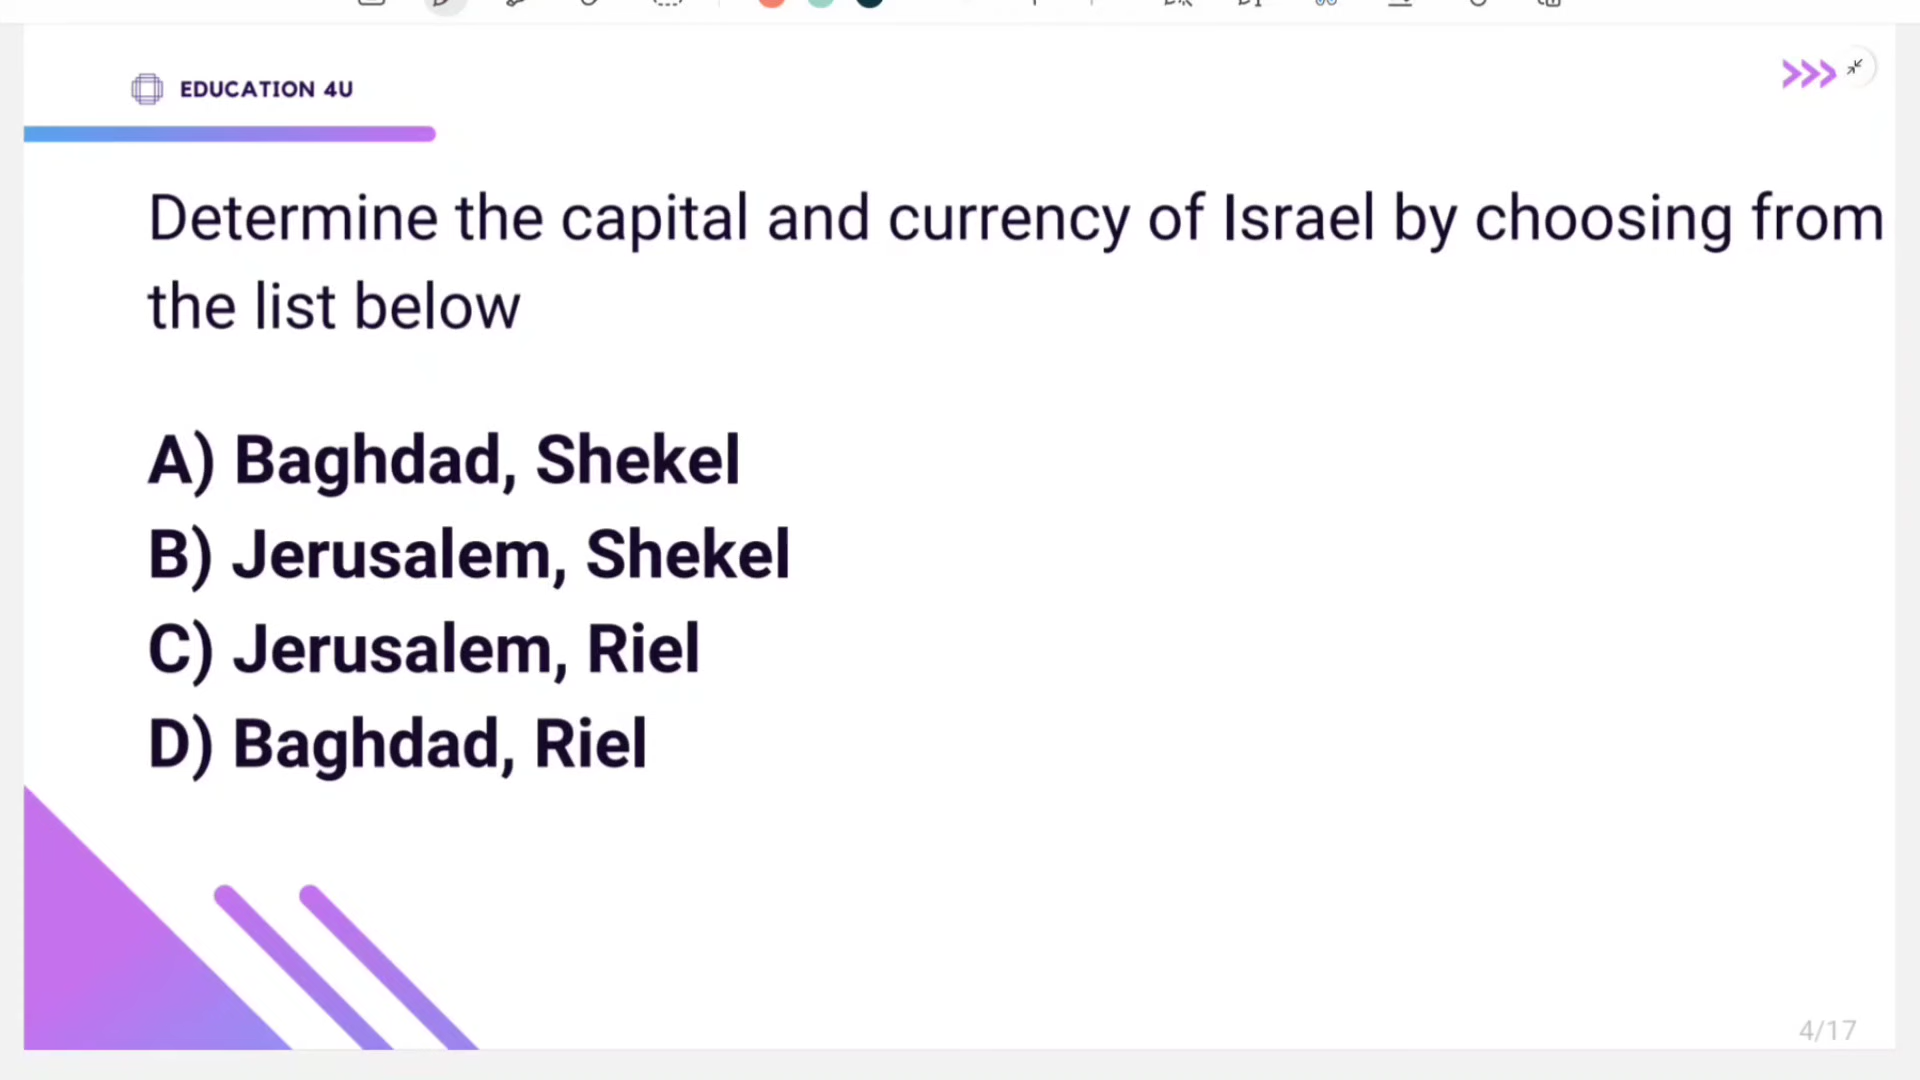 EDUCATION 4U
Determine the capital and currency of Israel by choosing from
the list below
A) Baghdad, Shekel
B) Jerusalem, Shekel
C) Jerusalem, Riel
D) Baghdad, Riel
4/17